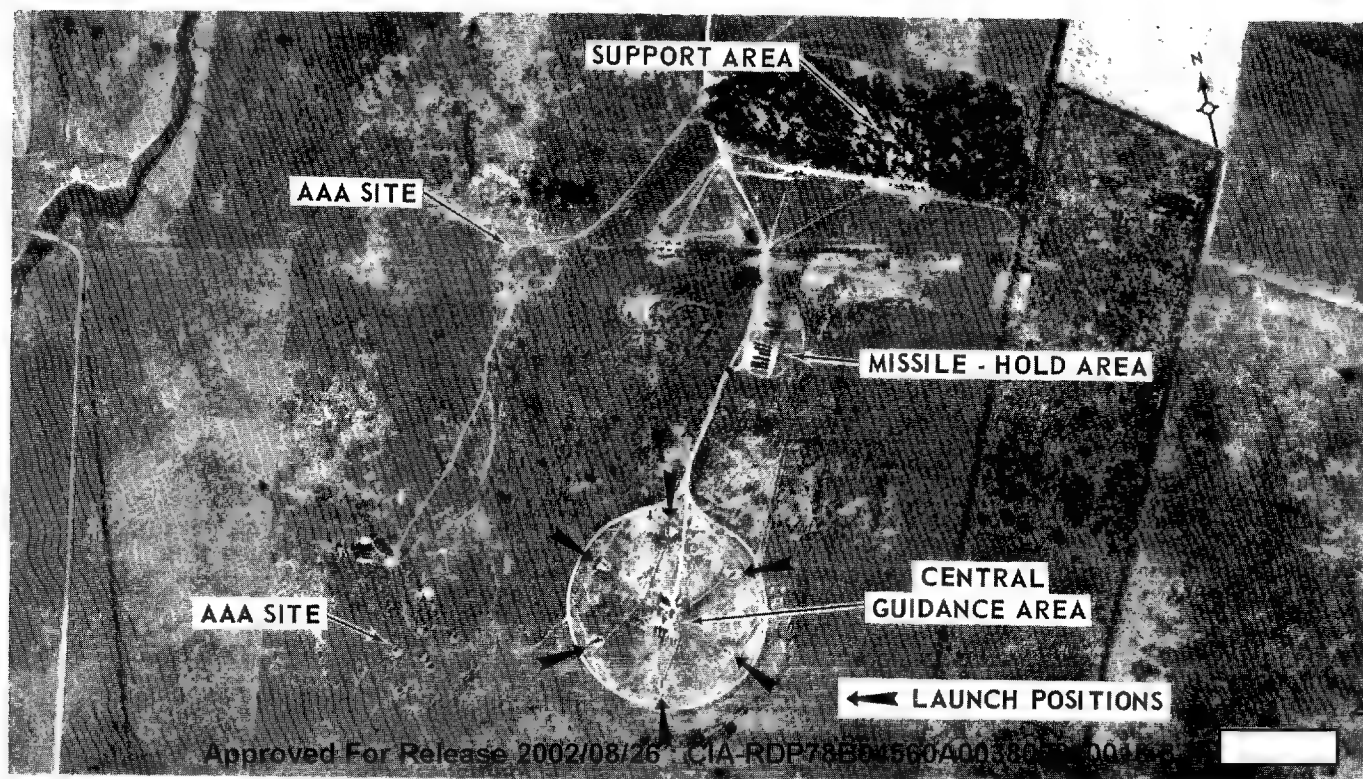 SUPPORT AREA
N
AAA SITE
MISSILE - HOLD AREA
CENTRAL
GUIDANCE AREA
AAA SITE
LAUNCH POSITIONS
Approved For Release 2002/08/26 :